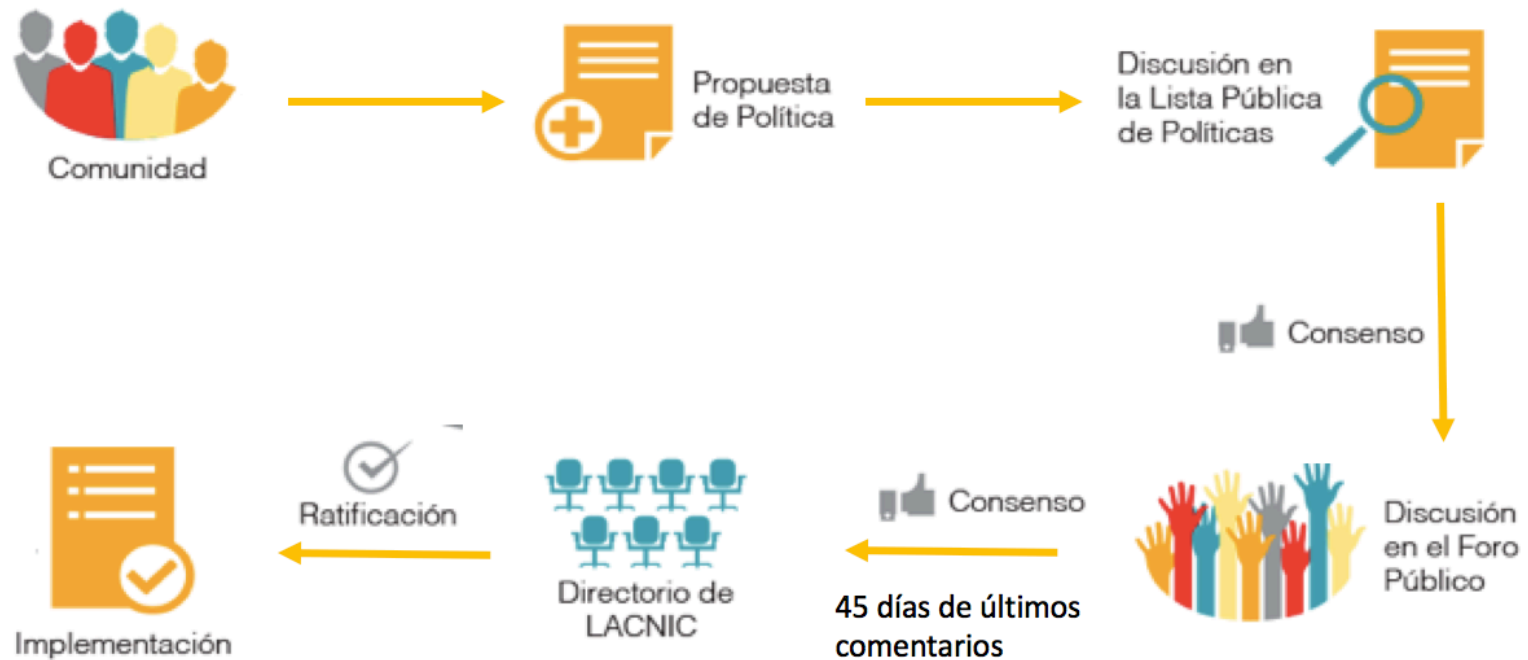 Comunidad
Propuesta
de Política
Discusión en
la Lista Pública
de Políticas
Consenso
Discusión
en el Foro
Público
Consenso
45 días de últimos
comentarios
Directorio de
LACNIC
Ratificación
Implementación